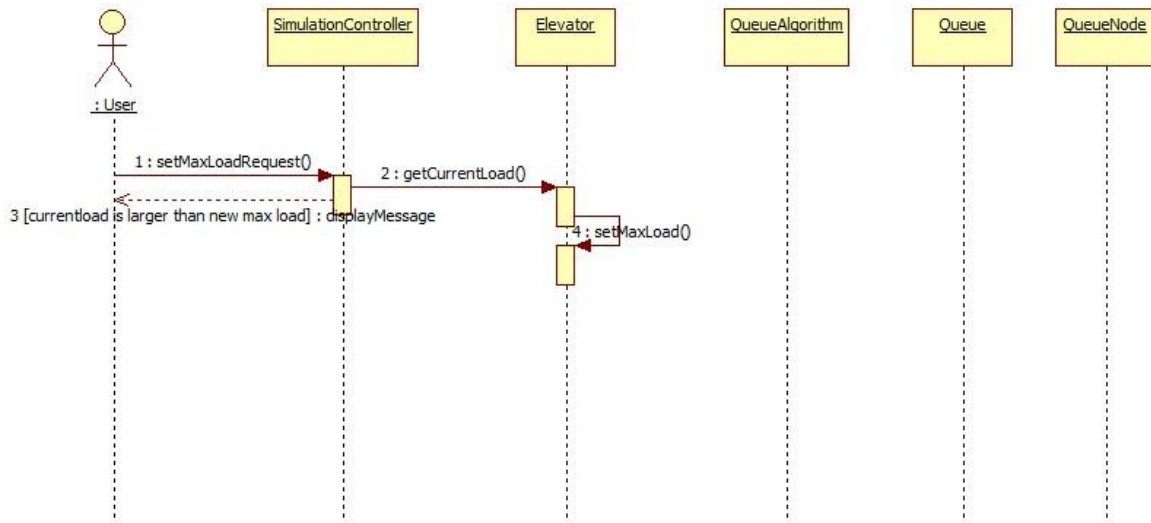 SimulationController
Elevator
QueueAlgorithm
Queue
QueueNode
: User
1 : setMaxLoadRequest()
2 : getCurrentLoad()
3 [currentload is larger than new max load] : displayMessage
4 : setMaxLoad()